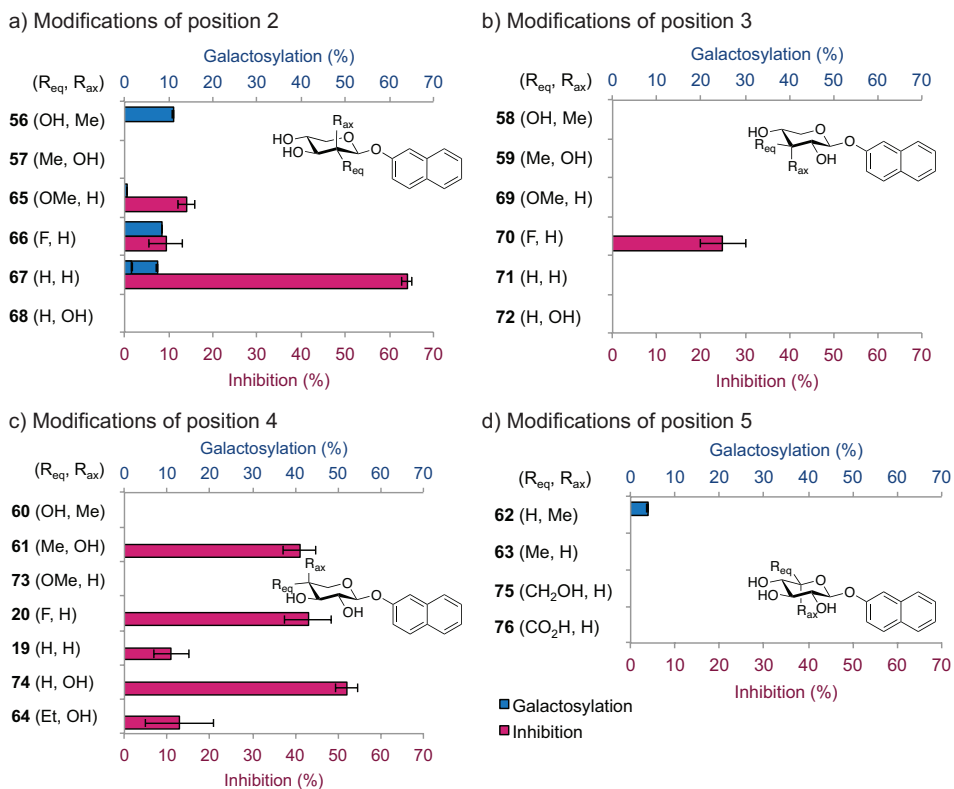 a) Modifications of position 2
Galactosylation (%)
(Req, Rax)
0 10 20 30 40 50 60 70
56 (OH, Me)
57 (Me, OH)
65 (OMe, H)
66 (F, H)
67 (H, H)
68 (H, OH)
Rax
HO
O
HO
O
Req
0 10 20 30 40 50 60 70
Inhibition (%)
b) Modifications of position 3
Galactosylation (%)
(Req, Rax)
0 10 20 30 40 50 60 70
58 (OH, Me)
59 (Me, OH)
69 (OMe, H)
70 (F, H)
71 (H, H)
72 (H, OH)
HO
O
Req
O
OH
Rax
0 10 20 30 40 50 60 70
Inhibition (%)
c) Modifications of position 4
Galactosylation (%)
(Req, Rax)
0 10 20 30 40 50 60 70
60 (OH, Me)
61 (Me, OH)
73 (OMe, H)
20 (F, H)
19 (H, H)
74 (H, OH)
64 (Et, OH)
Rax
Req
O
HO
O
OH
0 10 20 30 40 50 60 70
Inhibition (%)
d) Modifications of position 5
Galactosylation (%)
(Req, Rax)
0 10 20 30 40 50 60 70
62 (H, Me)
63 (Me, H)
75 (CH2OH, H)
76 (CO2H, H)
Req
HO
O
HO
O
OH
Rax
0 10 20 30 40 50 60 70
Inhibition (%)
Galactosylation
Inhibition